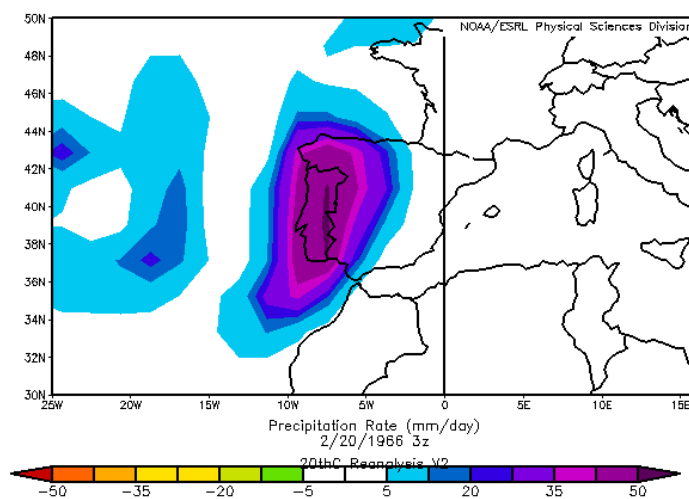 NOAA/ESRL Physical Sciences Division
50N
48N
46N
44N
42N
40N
38N
36N
34N
32N
30N
25W 20W 15W 10W 5W 0 5E 10E 15E
Precipitation Rate (mm/day)
2/20/1966 3z
20thC Reanalysis V2
−50 −35 −20 −5 5 20 35 50